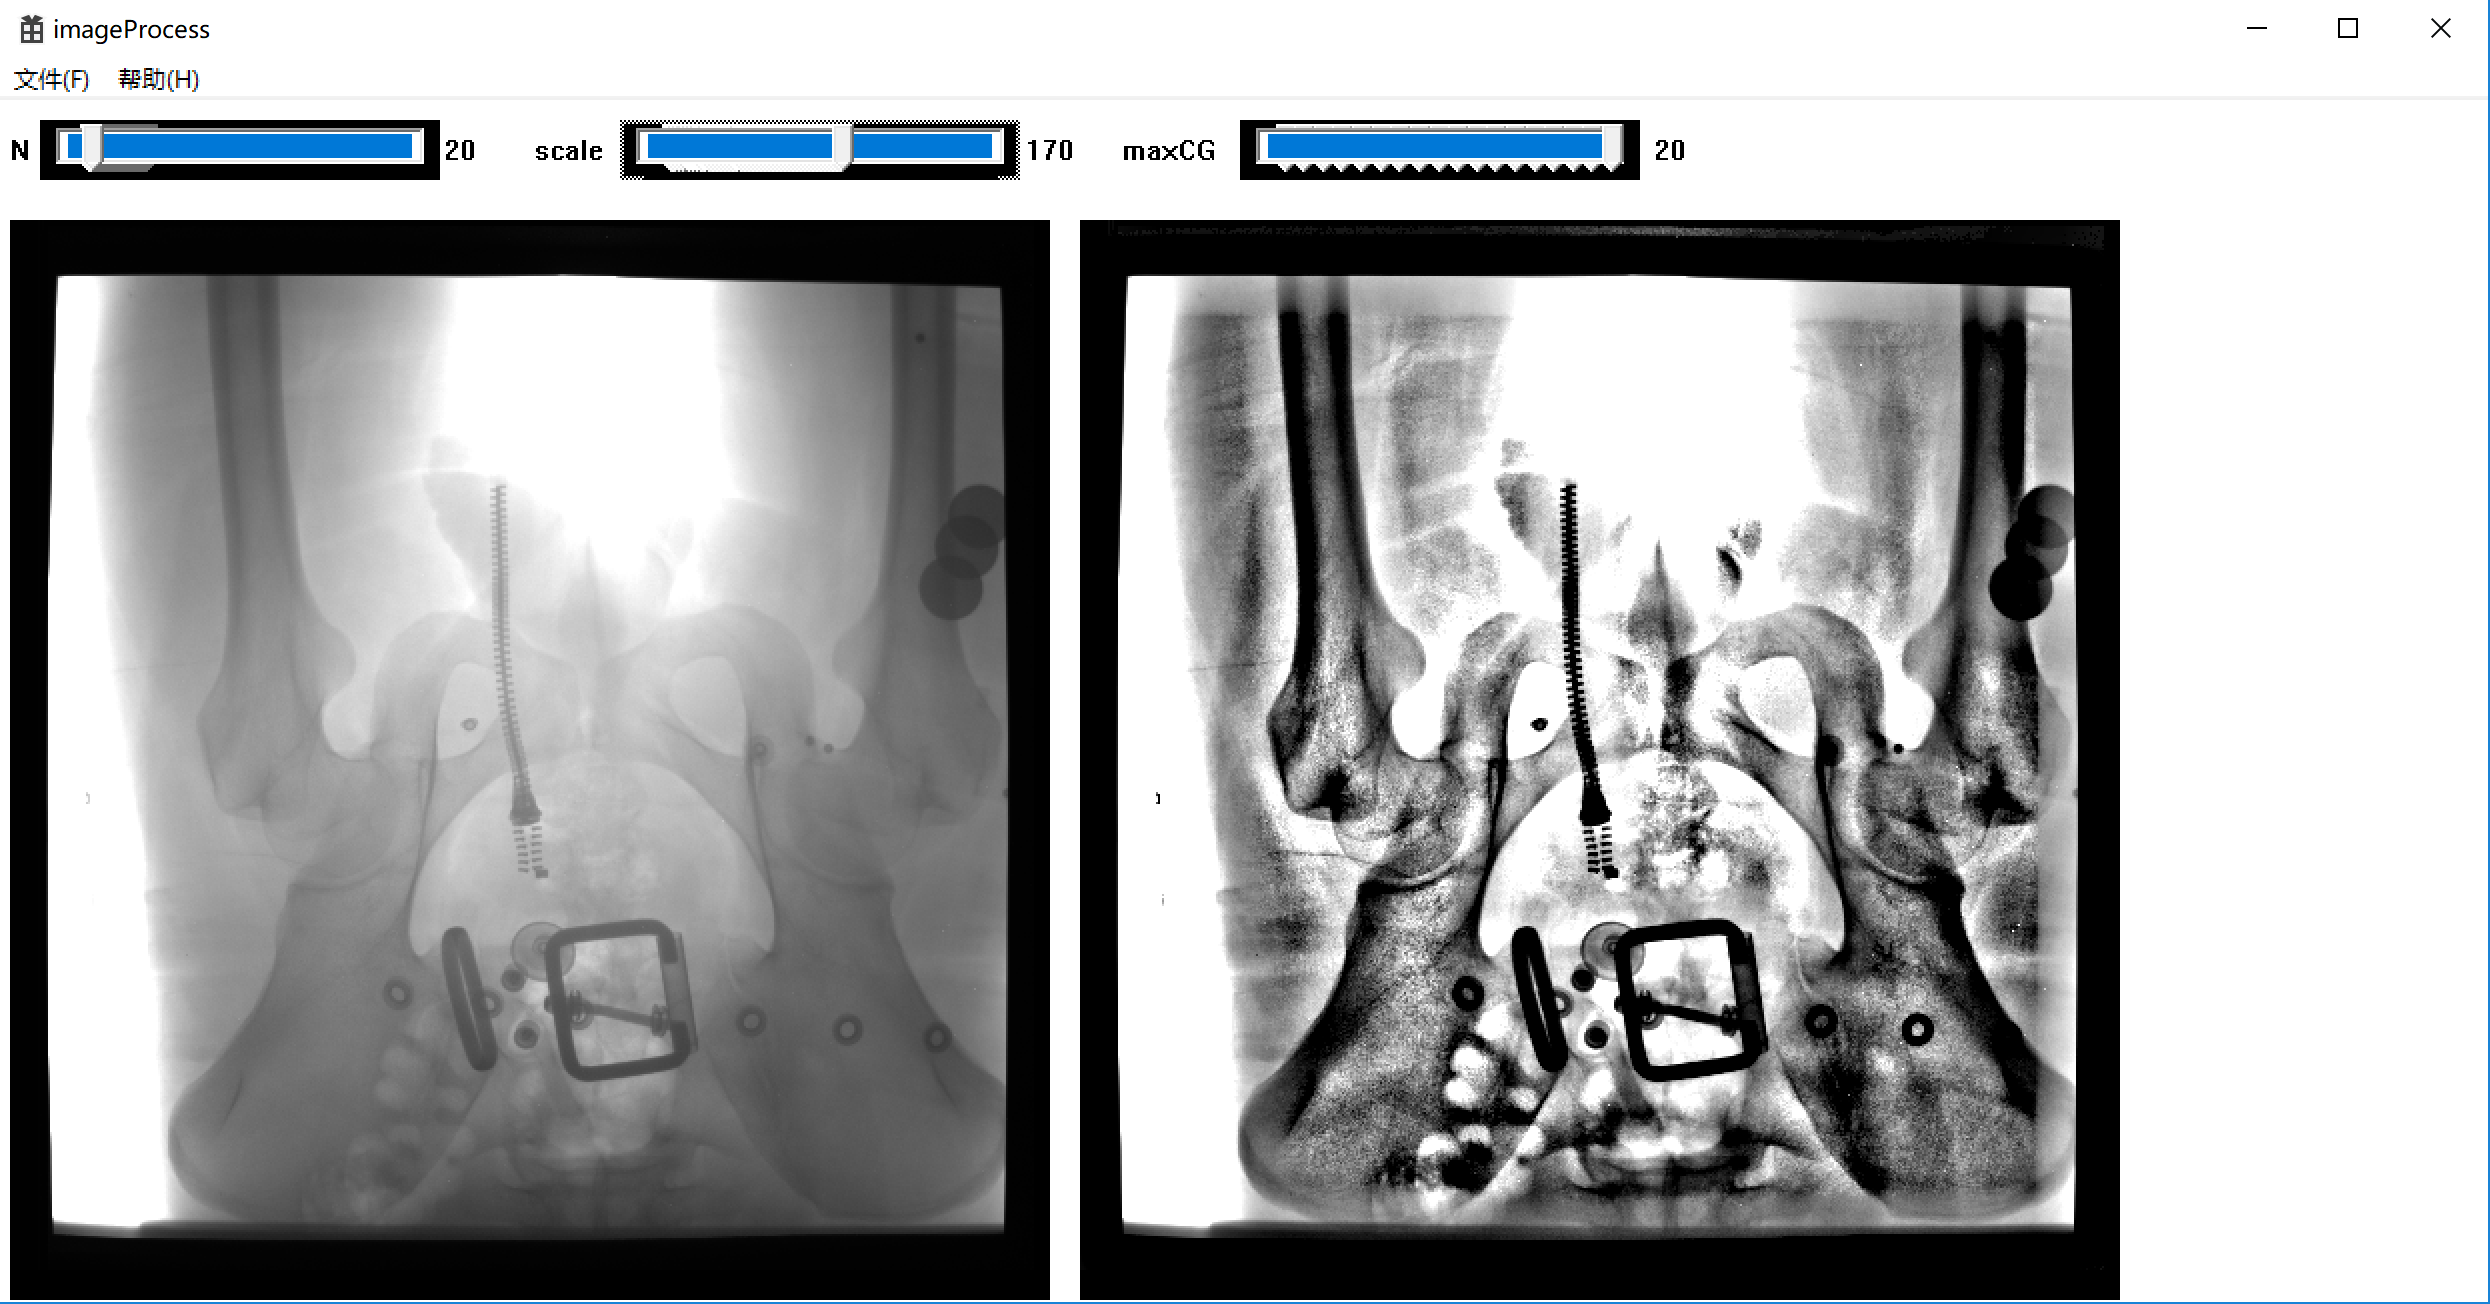 imageProcess
文件(F) 帮助(H)
N 20 scale 170 maxCG 20